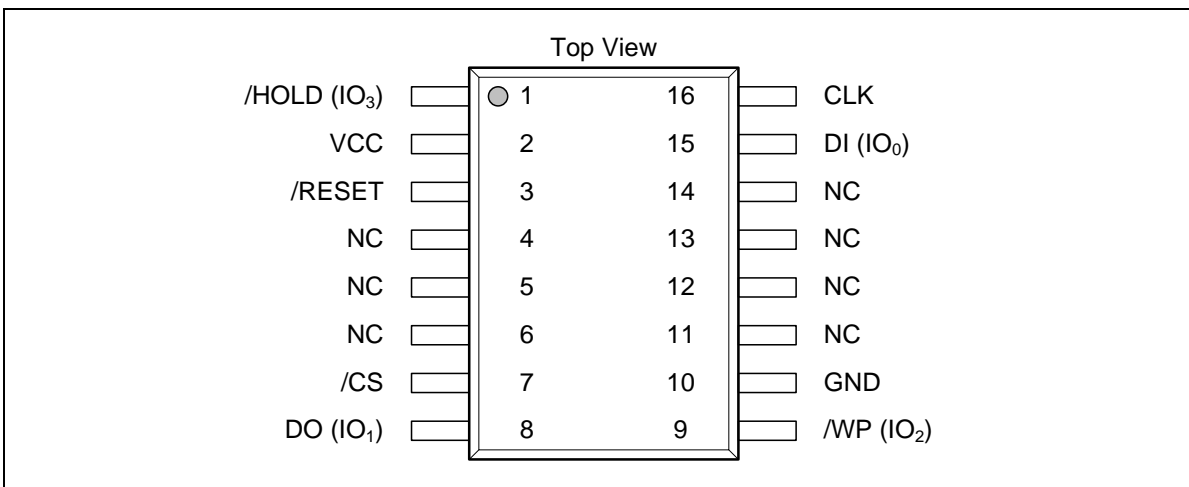 Top View
/HOLD (IO₃) 1 16 CLK
VCC 2 15 DI (IO₀)
/RESET 3 14 NC
NC 4 13 NC
NC 5 12 NC
NC 6 11 NC
/CS 7 10 GND
DO (IO₁) 8 9 /WP (IO₂)